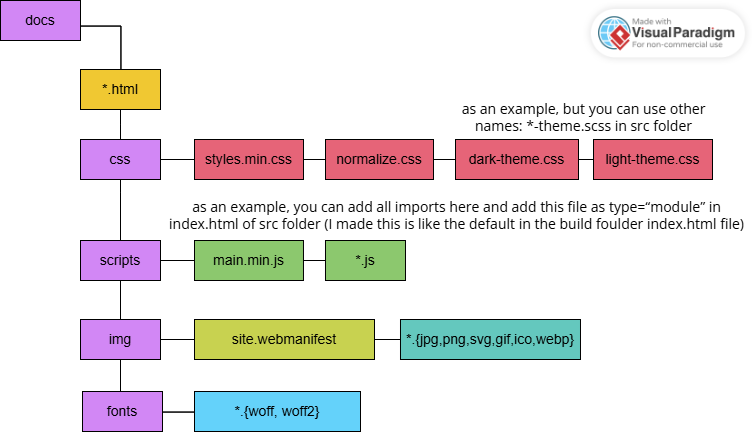 docs
Made with
VisualParadigm
For non-commercial use
*.html
as an example, but you can use other
names: *-theme.scss in src folder
css
styles.min.css
normalize.css
dark-theme.css
light-theme.css
as an example, you can add all imports here and add this file as type=“module” in
index.html of src folder (I made this is like the default in the build foulder index.html file)
scripts
main.min.js
*.js
img
site.webmanifest
*.{jpg,png,svg,gif,ico,webp}
fonts
*.{woff, woff2}